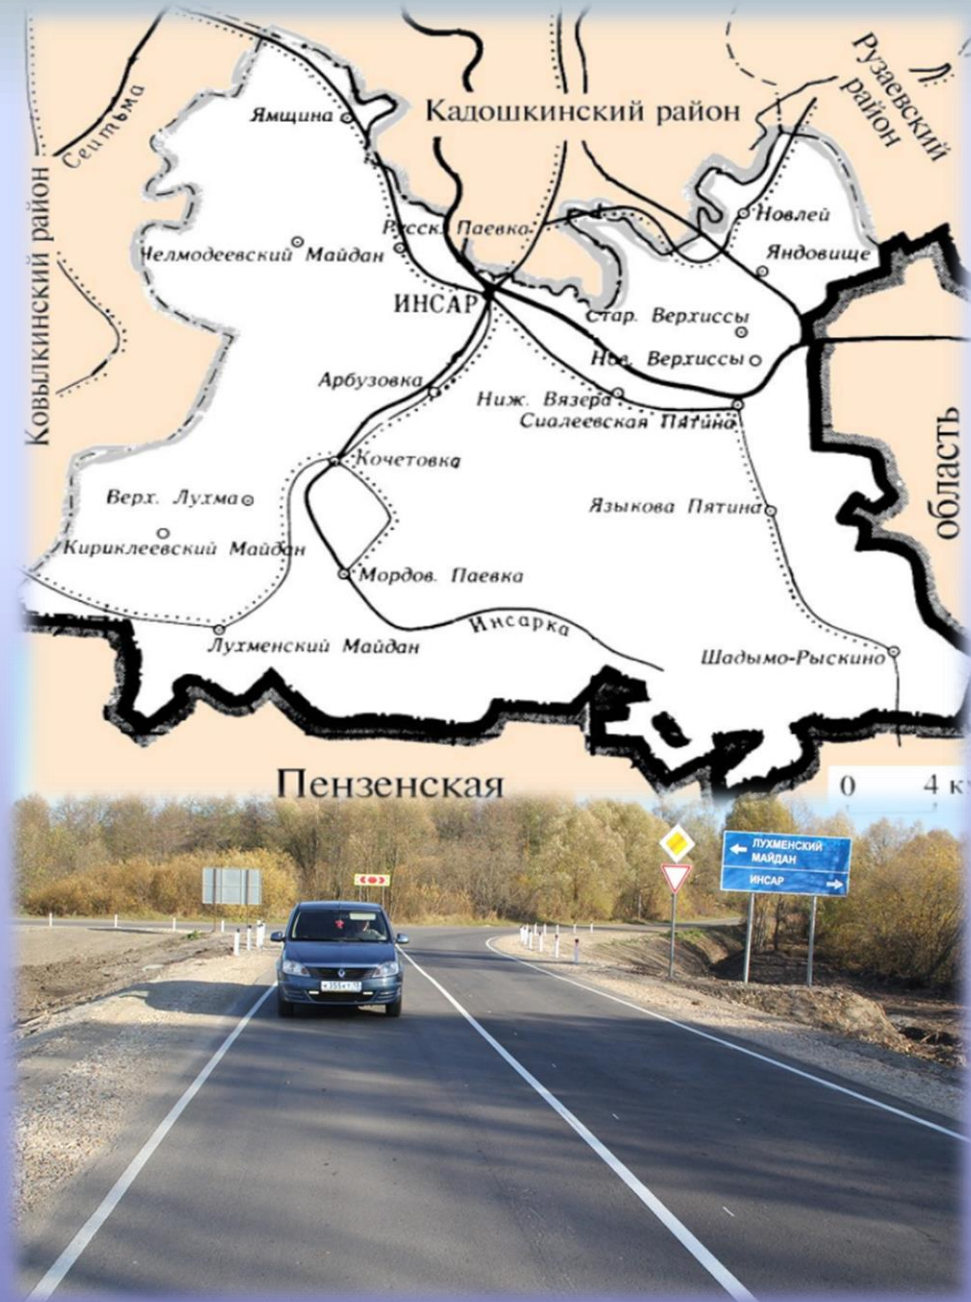 Рузаевский
район
Кадошкинский район
Сеитьма
Ковылкинский район
Ямщина
Новлей
Русск. Паевка
Челмодеевский Майдан
Яндовище
ИНСАР
Стар. Верхиссы
Нов. Верхиссы
Арбузовка
Ниж. Вязера
Сиалеевская Пятина
Кочетовка
Верх. Лухма
Языкова Пятина
область
Кириклеевский Майдан
Мордов. Паевка
Инсарка
Лухменский Майдан
Шадымо-Рыскино
Пензенская
0 4
ЛУХМЕНСКИЙ
МАЙДАН
ИНСАР